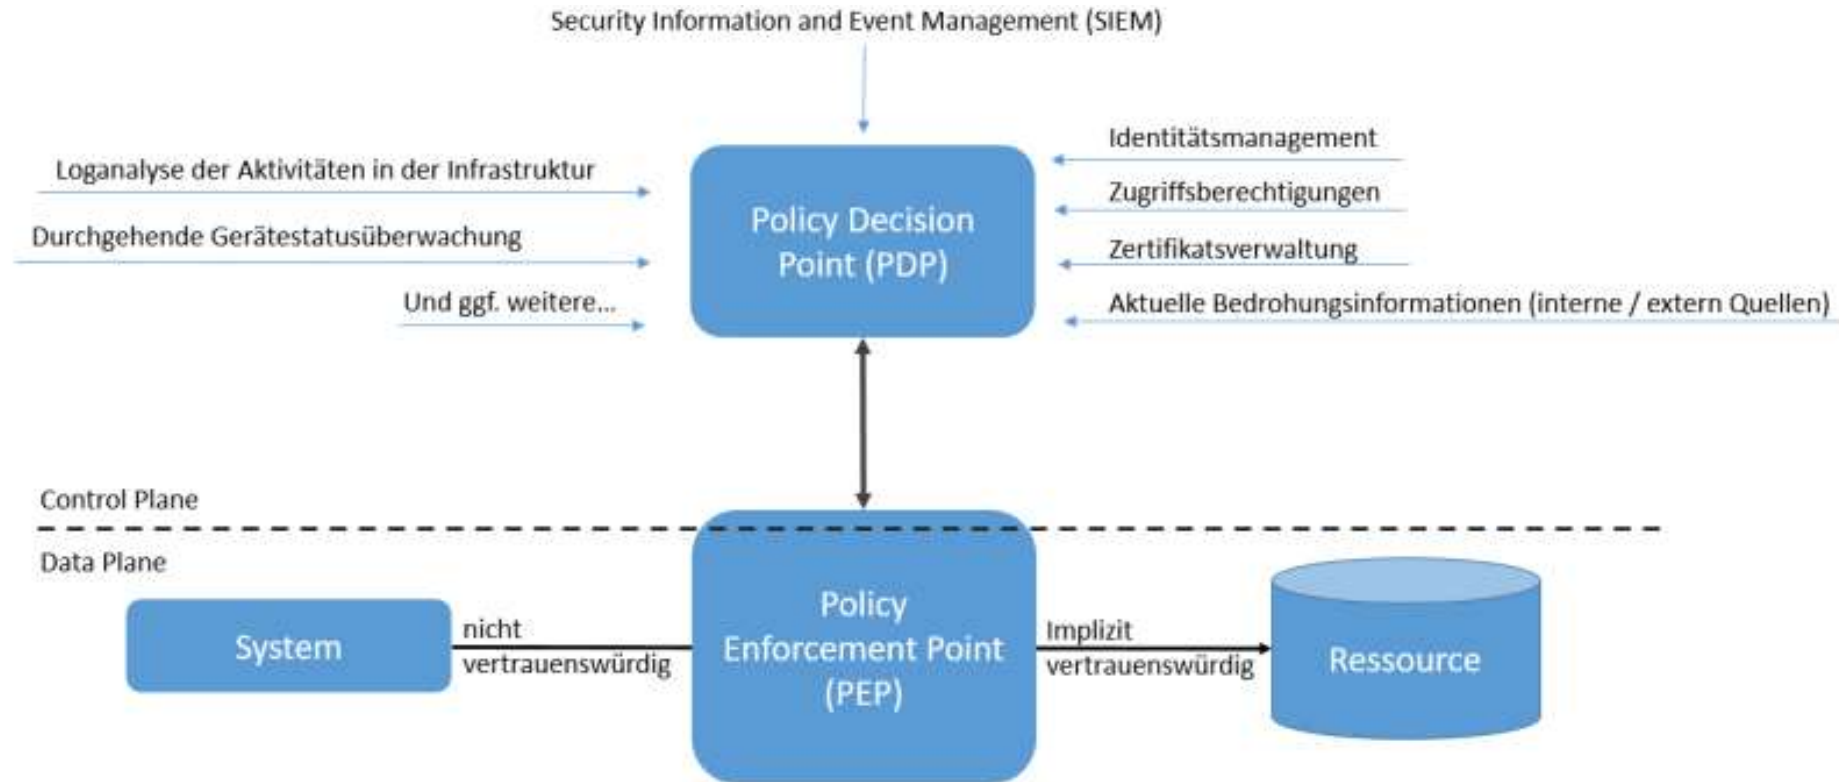 Security Information and Event Management (SIEM)
Loganalyse der Aktivitäten in der Infrastruktur
Durchgehende Gerätestatusüberwachung
Und ggf. weitere...
Policy Decision
Point (PDP)
Identitätsmanagement
Zugriffsberechtigungen
Zertifikatsverwaltung
Aktuelle Bedrohungsinformationen (interne / extern Quellen)
Control Plane
Data Plane
System
nicht
vertrauenswürdig
Policy
Enforcement Point
(PEP)
Implizit
vertrauenswürdig
Ressource